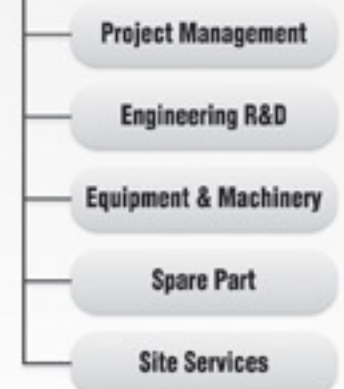 Project Management
Engineering R&D
Equipment & Machinery
Spare Part
Site Services